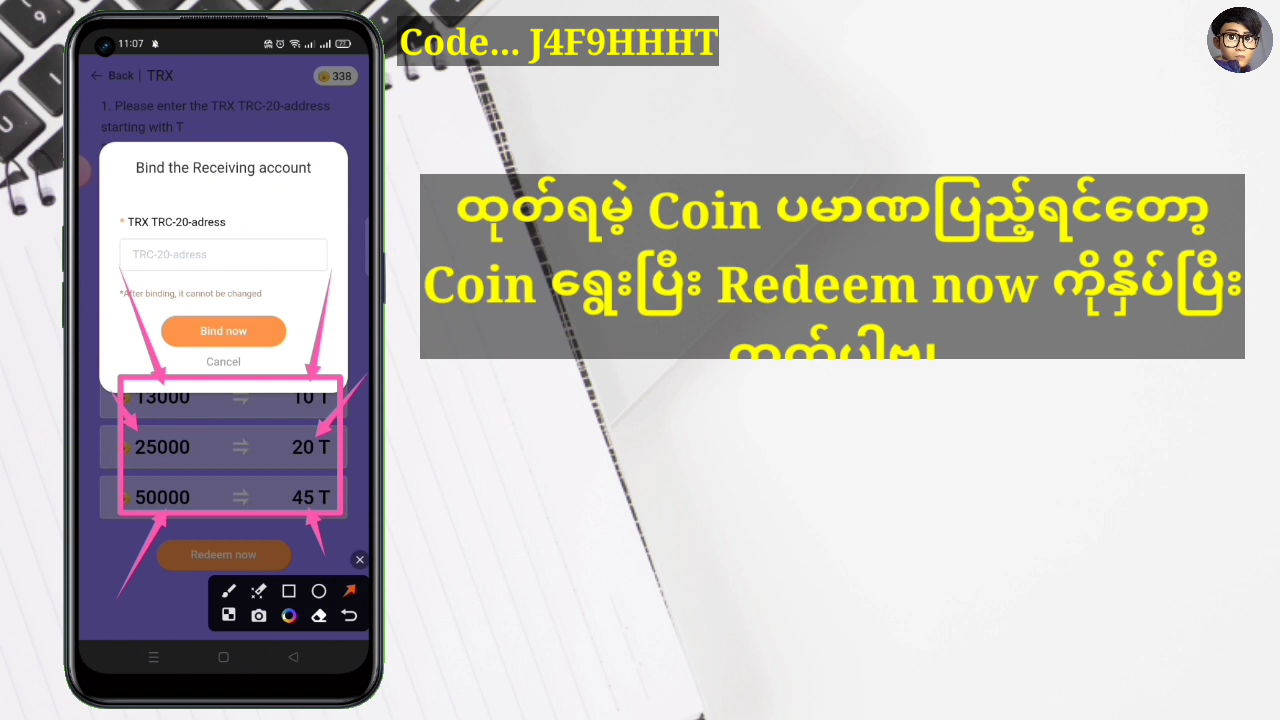 Code... J4F9HHHT
11:07
Back | TRX
338
1. Please enter the TRX TRC-20-address
starting with T
Bind the Receiving account
* TRX TRC-20-adress
TRC-20-adress
*After binding, it cannot be changed
Bind now
Cancel
13000 10 T
25000 20 T
50000 45 T
Redeem now
ထုတ်ရမဲ့ Coin ပမာဏပြည့်ရင်တော့
Coin ရွေးပြီး Redeem now ကိုနှိပ်ပြီး